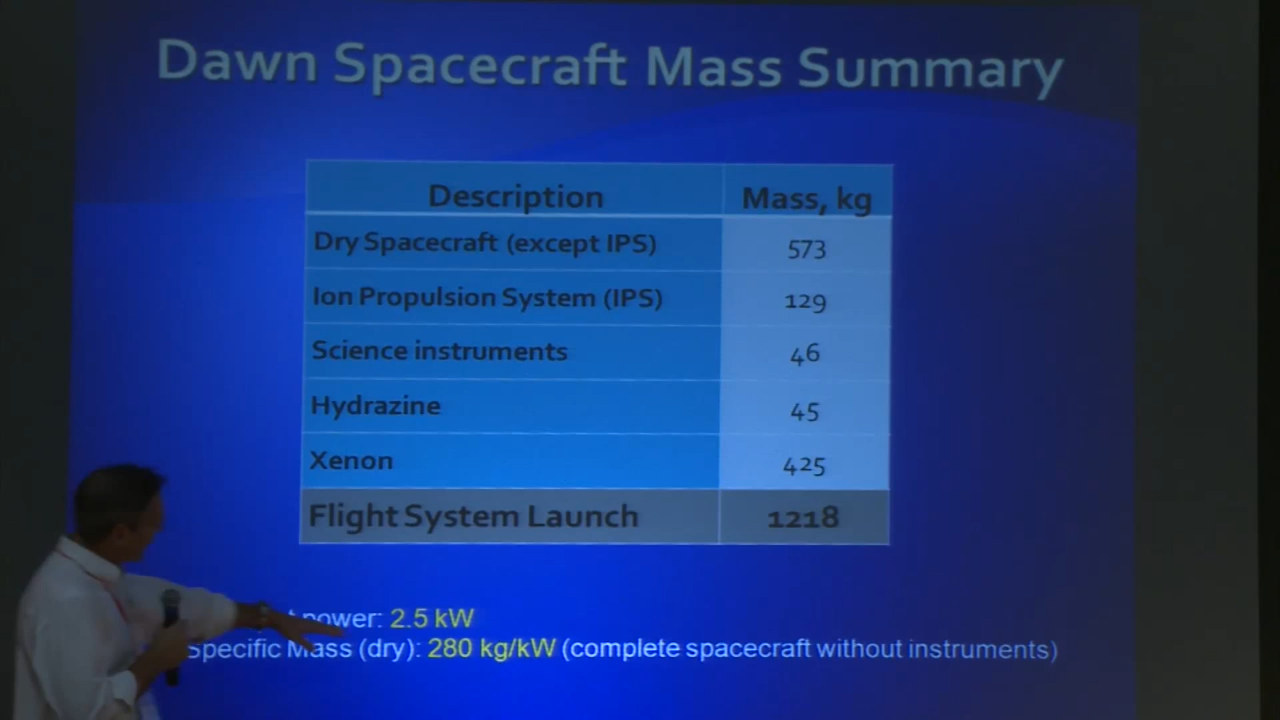 Dawn Spacecraft Mass Summary
Description Mass, kg
Dry Spacecraft (except IPS) 573
Ion Propulsion System (IPS) 129
Science instruments 46
Hydrazine 45
Xenon 425
Flight System Launch 1218
power: 2.5 kW
Specific Mass (dry): 280 kg/kW (complete spacecraft without instruments)